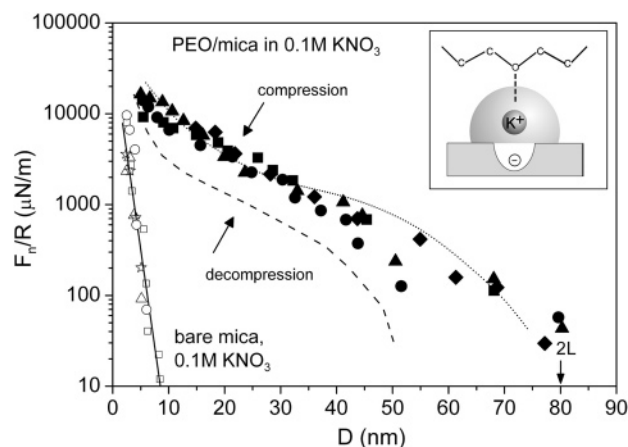 100000
10000
1000
100
10
Fₙ/R (μN/m)
PEO/mica in 0.1M KNO₃
compression
decompression
bare mica,
0.1M KNO₃
C C C C C
K⁺
−
2L
0 10 20 30 40 50 60 70 80 90
D (nm)